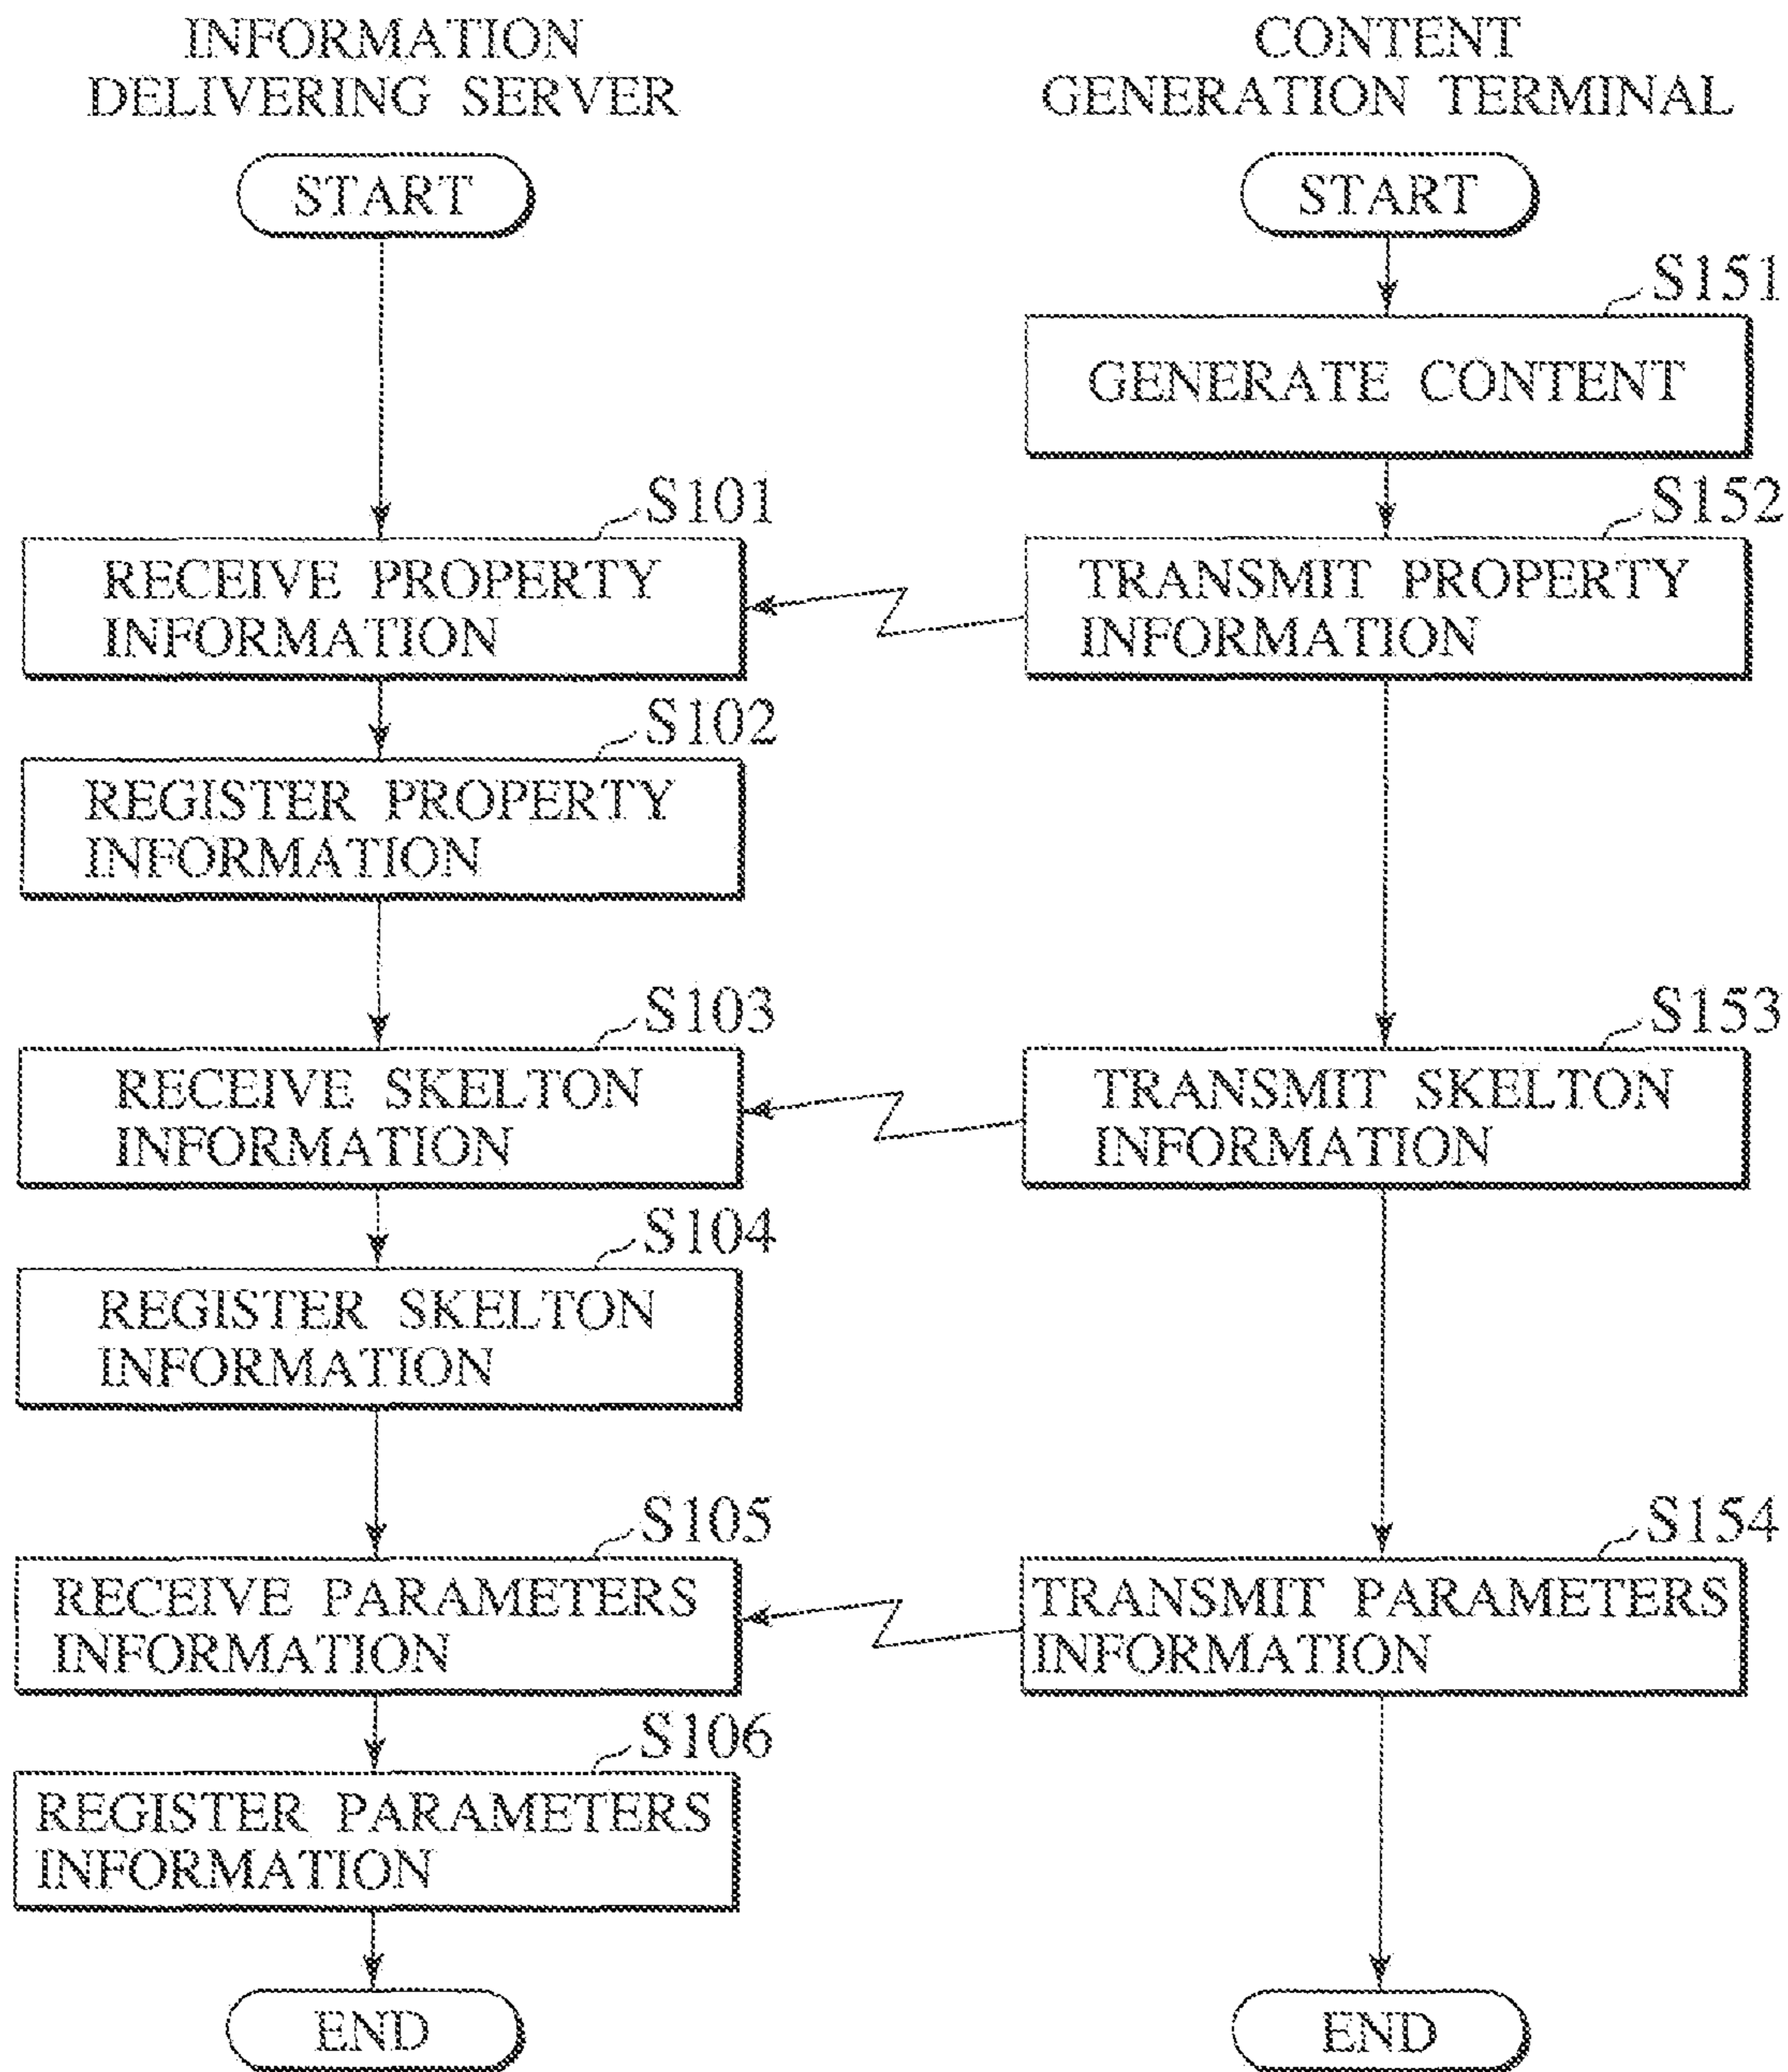 INFORMATION
DELIVERING SERVER
START
S101
RECEIVE PROPERTY
INFORMATION
S102
REGISTER PROPERTY
INFORMATION
S103
RECEIVE SKELTON
INFORMATION
S104
REGISTER SKELTON
INFORMATION
S105
RECEIVE PARAMETERS
INFORMATION
S106
REGISTER PARAMETERS
INFORMATION
END
CONTENT
GENERATION TERMINAL
START
S151
GENERATE CONTENT
S152
TRANSMIT PROPERTY
INFORMATION
S153
TRANSMIT SKELTON
INFORMATION
S154
TRANSMIT PARAMETERS
INFORMATION
END